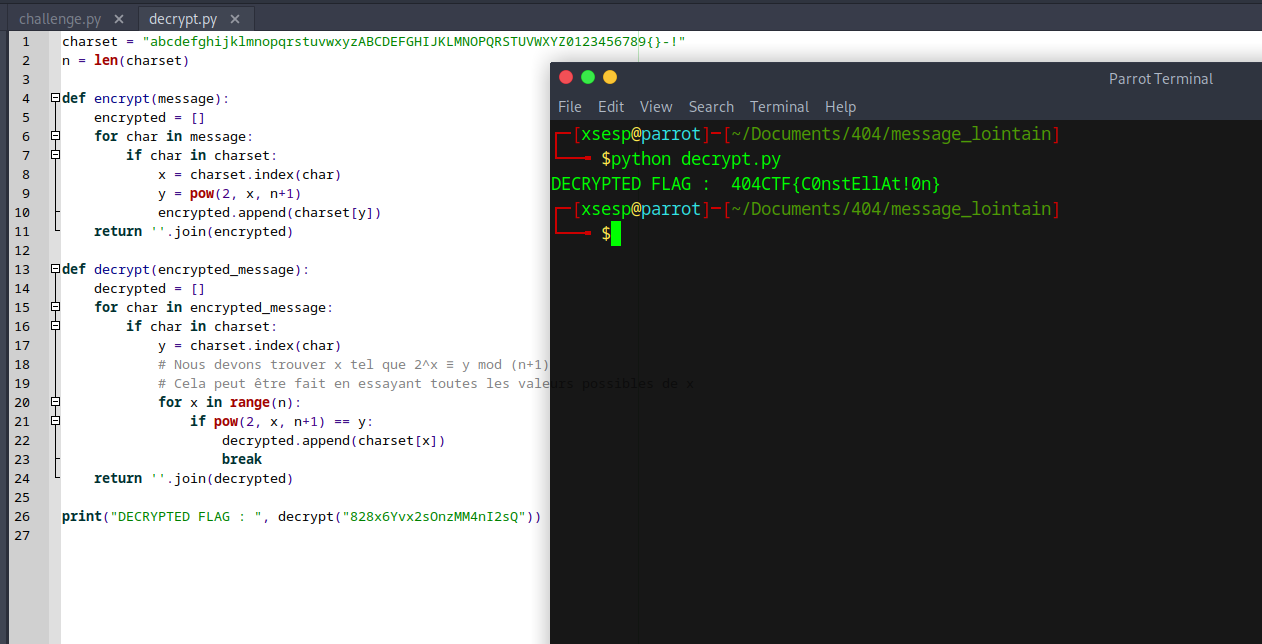 challenge.py ×
decrypt.py ×
1 charset = "abcdefghijklmnopqrstuvwxyzABCDEFGHIJKLMNOPQRSTUVWXYZ0123456789{}-!"
2 n = len(charset)
3
4 def encrypt(message):
5     encrypted = []
6     for char in message:
7         if char in charset:
8             x = charset.index(char)
9             y = pow(2, x, n+1)
10             encrypted.append(charset[y])
11     return ''.join(encrypted)
12
13 def decrypt(encrypted_message):
14     decrypted = []
15     for char in encrypted_message:
16         if char in charset:
17             y = charset.index(char)
18             # Nous devons trouver x tel que 2^x ≡ y mod (n+1)
19             # Cela peut être fait en essayant toutes les valeurs possibles de x
20             for x in range(n):
21                 if pow(2, x, n+1) == y:
22                     decrypted.append(charset[x])
23                     break
24     return ''.join(decrypted)
25
26 print("DECRYPTED FLAG : ", decrypt("828x6Yvx2sOnzMM4nI2sQ"))
27
Parrot Terminal
File Edit View Search Terminal Help
┌─[xsesp@parrot]─[~/Documents/404/message_lointain]
└──╼ $python decrypt.py
DECRYPTED FLAG :  404CTF{C0nstEllAt!0n}
┌─[xsesp@parrot]─[~/Documents/404/message_lointain]
└──╼ $